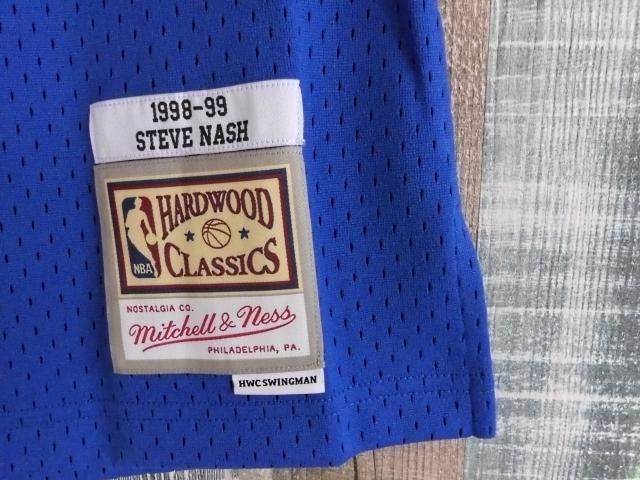 1998-99
STEVE NASH
HARDWOOD
NBA
CLASSICS
NOSTALGIA CO.
Mitchell & Ness
PHILADELPHIA, PA.
HWC SWINGMAN